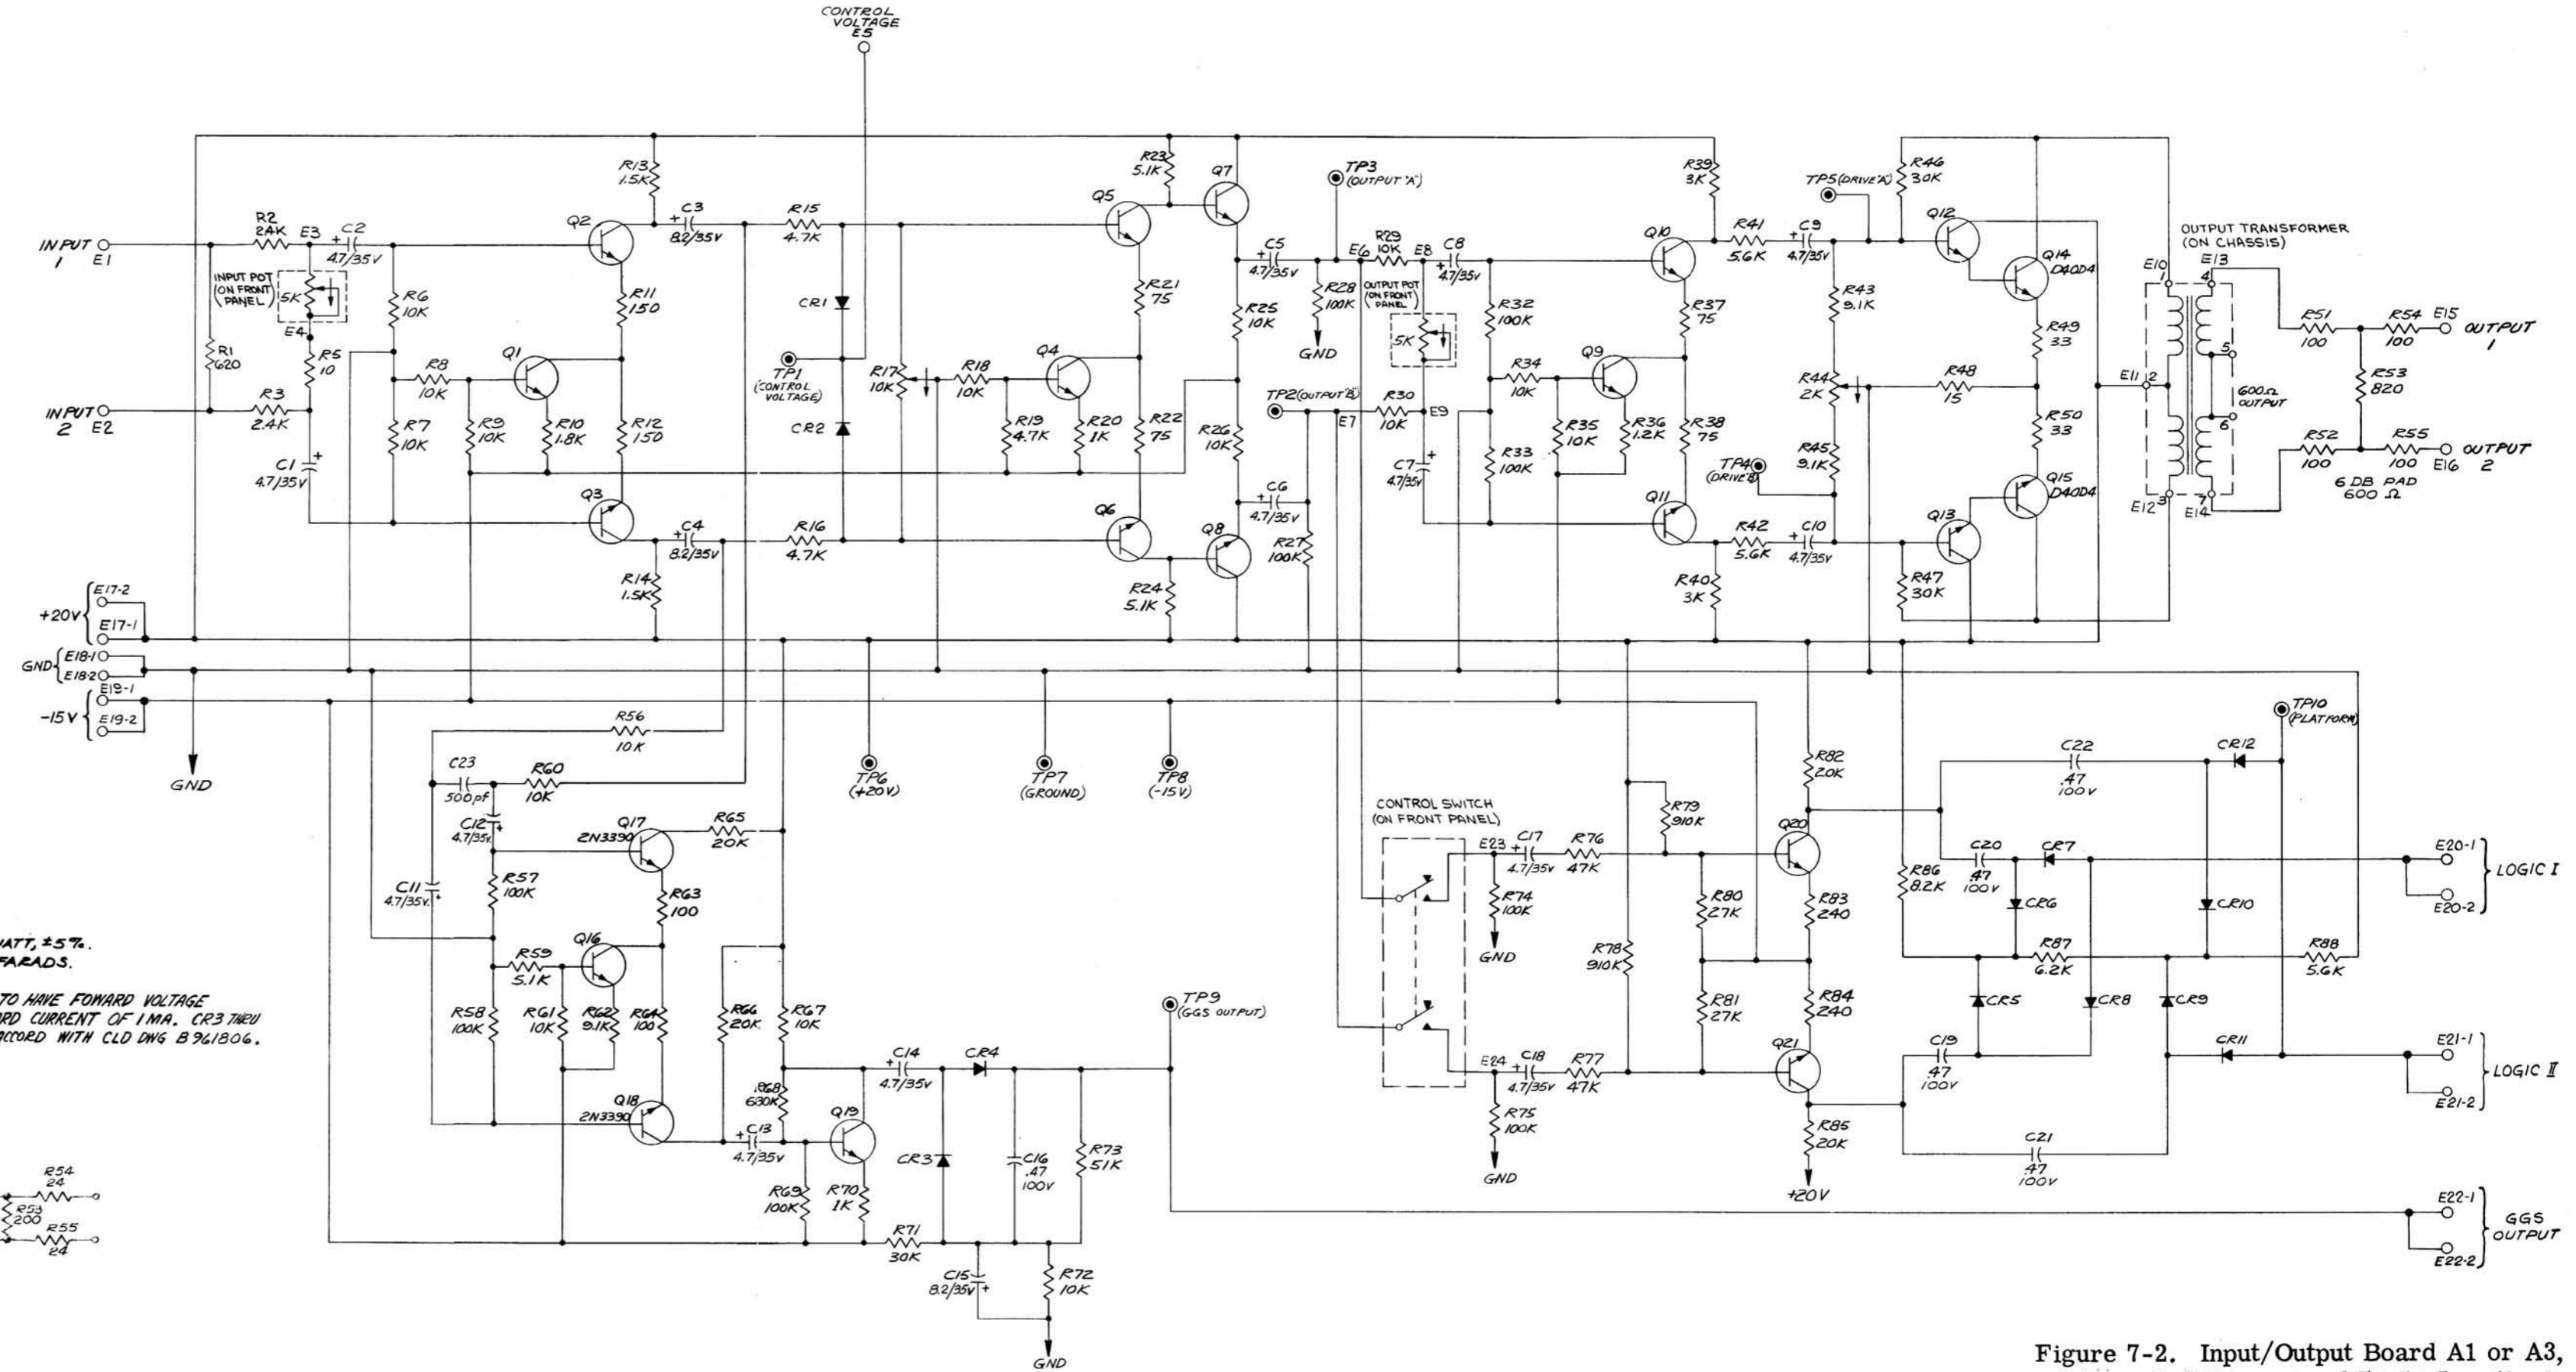 CONTROL
VOLTAGE
E5
INPUT
1
E1
R2
2.4K
E3
C2
4.7/35V
INPUT POT
(ON FRONT
PANEL)
5K
E4
R1
620
R5
10
INPUT
2
E2
R3
2.4K
C1
4.7/35V
R6
10K
R7
10K
R8
10K
R9
10K
Q1
R10
1.8K
Q2
R11
150
R12
150
Q3
R13
1.5K
C3
8.2/35V
C4
8.2/35V
R14
1.5K
R15
4.7K
R16
4.7K
CR1
TP1
(CONTROL
VOLTAGE)
CR2
R17
10K
R18
10K
Q4
R19
4.7K
R20
1K
Q5
R21
75
R22
75
Q6
R23
5.1K
Q7
R24
5.1K
Q8
R25
10K
R26
10K
C5
4.7/35V
C6
4.7/35V
R27
100K
R28
100K
GND
TP3
(OUTPUT "A")
TP2 (OUTPUT "B")
E6
R29
10K
E8
C8
4.7/35V
OUTPUT POT
(ON FRONT
PANEL)
5K
E7
R30
10K
E9
C7
4.7/35V
R32
100K
R33
100K
R34
10K
R35
10K
Q9
R36
1.2K
R37
75
R38
75
Q10
Q11
R39
3K
R40
3K
R41
5.6K
C9
4.7/35V
R42
5.6K
C10
4.7/35V
TP5 (DRIVE "A")
TP4
(DRIVE "B")
R43
9.1K
R44
2K
R45
9.1K
R46
30K
R47
30K
Q12
Q13
Q14
D40D4
Q15
D40D4
R48
15
R49
33
R50
33
OUTPUT TRANSFORMER
(ON CHASSIS)
E10
1
E13
4
E11
2
5
6
600Ω
OUTPUT
E12
3
E14
7
R51
100
R52
100
R53
820
R54
100
R55
100
E15
OUTPUT
1
E16
OUTPUT
2
6 DB PAD
600 Ω
+20V
E17-2
E17-1
GND
E18-1
E18-2
-15V
E19-1
E19-2
GND
TP6
(+20V)
TP7
(GROUND)
TP8
(-15V)
R56
10K
C23
500pf
R60
10K
C12
4.7/35V.
C11
4.7/35V.
R57
100K
R58
100K
R59
5.1K
R61
10K
Q16
R62
9.1K
Q17
2N3390
R63
100
R64
100
Q18
2N3390
R65
20K
R66
20K
R67
10K
R68
630K
C13
4.7/35V
R69
100K
Q19
R70
1K
R71
30K
C14
4.7/35V
CR4
CR3
C16
.47
100V
R73
51K
C15
8.2/35V
R72
10K
GND
TP9
(GGS OUTPUT)
CONTROL SWITCH
(ON FRONT PANEL)
E23
C17
4.7/35V
R76
47K
R74
100K
GND
E24
C18
4.7/35V
R77
47K
R75
100K
GND
R78
910K
R79
910K
R80
27K
R81
27K
R82
20K
Q20
R83
240
R84
240
Q21
R85
20K
+20V
R86
8.2K
C20
.47
100V
CR7
CR6
C22
.47
100V
CR12
CR10
TP10
(PLATFORM)
R87
6.2K
R88
5.6K
CR5
CR8
CR9
CR11
C19
.47
100V
C21
.47
100V
E20-1
E20-2
LOGIC I
E21-1
E21-2
LOGIC II
E22-1
E22-2
GGS
OUTPUT
ATT, ±5%.
FARADS.
TO HAVE FOWARD VOLTAGE
RD CURRENT OF 1MA. CR3 THRU
ACCORD WITH CLD DWG B961806.
R54
24
R53
200
R55
24
Figure 7-2. Input/Output Board A1 or A3,